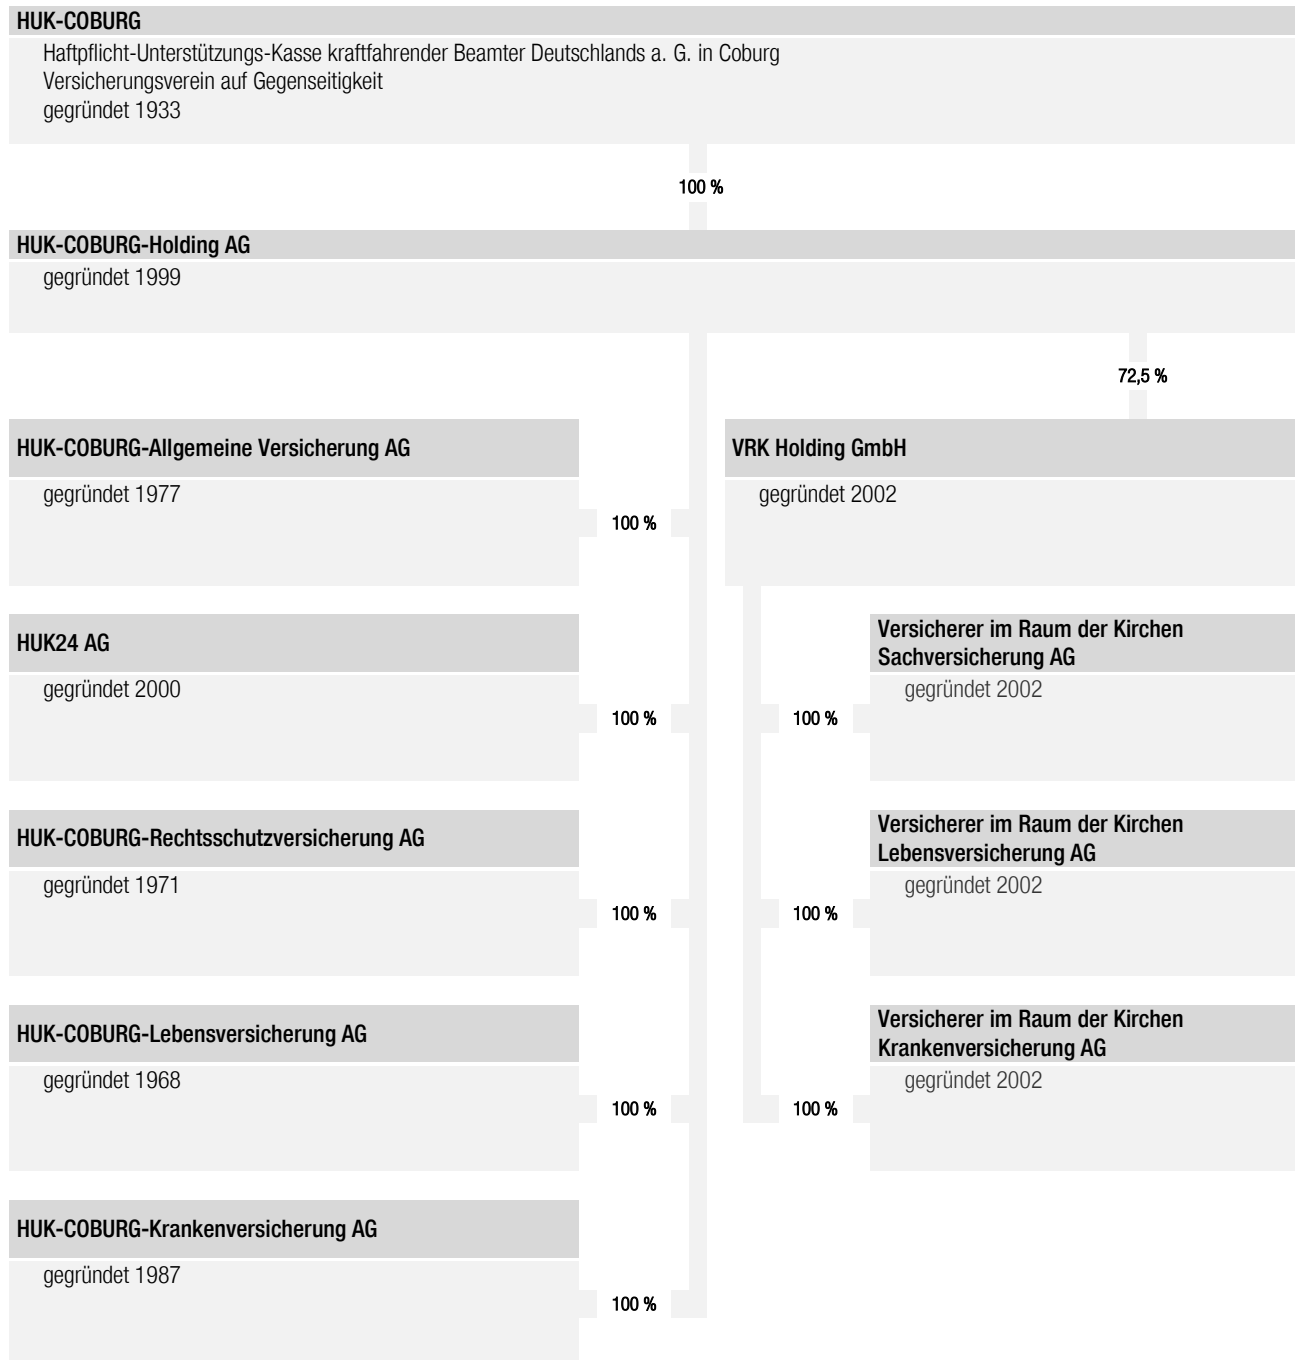 HUK-COBURG
Haftpflicht-Unterstützungs-Kasse kraftfahrender Beamter Deutschlands a. G. in Coburg
Versicherungsverein auf Gegenseitigkeit
gegründet 1933
100 %
HUK-COBURG-Holding AG
gegründet 1999
72,5 %
HUK-COBURG-Allgemeine Versicherung AG
gegründet 1977
100 %
VRK Holding GmbH
gegründet 2002
HUK24 AG
gegründet 2000
100 %
100 %
Versicherer im Raum der Kirchen
Sachversicherung AG
gegründet 2002
HUK-COBURG-Rechtsschutzversicherung AG
gegründet 1971
100 %
100 %
Versicherer im Raum der Kirchen
Lebensversicherung AG
gegründet 2002
HUK-COBURG-Lebensversicherung AG
gegründet 1968
100 %
100 %
Versicherer im Raum der Kirchen
Krankenversicherung AG
gegründet 2002
HUK-COBURG-Krankenversicherung AG
gegründet 1987
100 %